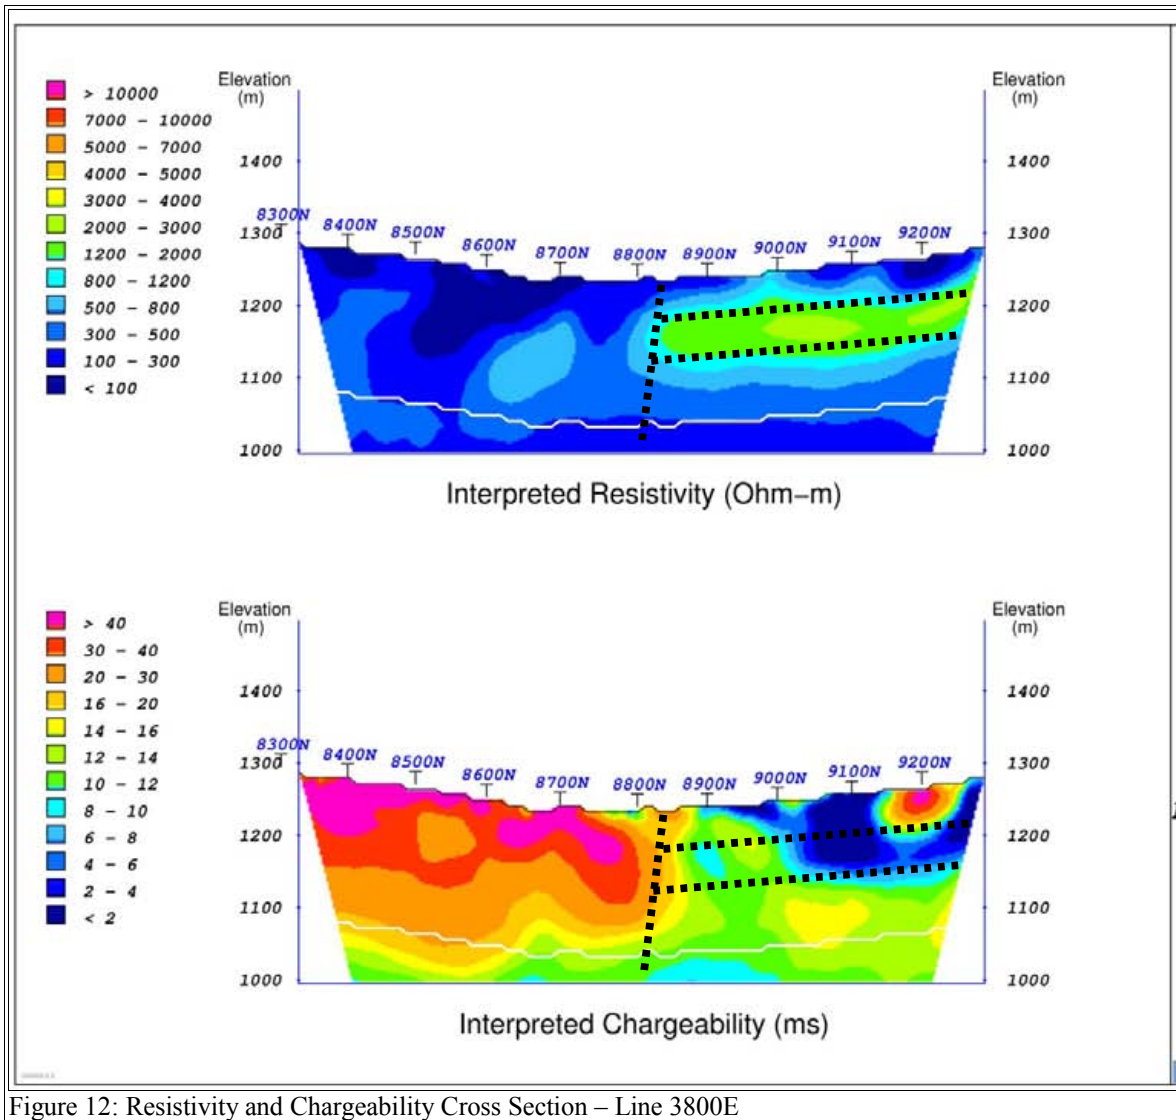 Elevation
(m)
Elevation
(m)
> 10000
7000 – 10000
5000 – 7000
4000 – 5000
3000 – 4000
2000 – 3000
1200 – 2000
800 – 1200
500 – 800
300 – 500
100 – 300
< 100
1400
1300
1200
1100
1000
8300N
8400N
8500N
8600N
8700N
8800N
8900N
9000N
9100N
9200N
1400
1300
1200
1100
1000
Interpreted Resistivity (Ohm–m)
Elevation
(m)
Elevation
(m)
> 40
30 – 40
20 – 30
16 – 20
14 – 16
12 – 14
10 – 12
8 – 10
6 – 8
4 – 6
2 – 4
< 2
1400
1300
1200
1100
1000
8300N
8400N
8500N
8600N
8700N
8800N
8900N
9000N
9100N
9200N
1400
1300
1200
1100
1000
Interpreted Chargeability (ms)
Figure 12: Resistivity and Chargeability Cross Section – Line 3800E